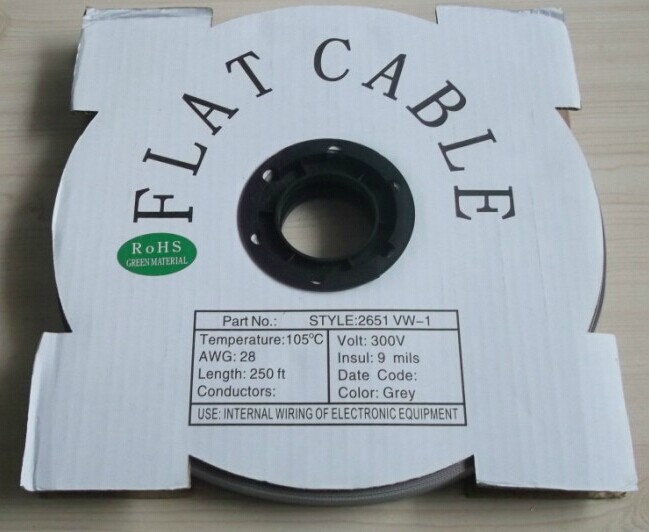 FLAT CABLE
RoHS
GREEN MATERIAL
Part No.: STYLE:2651 VW-1
Temperature:105°C Volt: 300V
AWG: 28 Insul: 9 mils
Length: 250 ft Date Code:
Conductors: Color: Grey
USE: INTERNAL WIRING OF ELECTRONIC EQUIPMENT